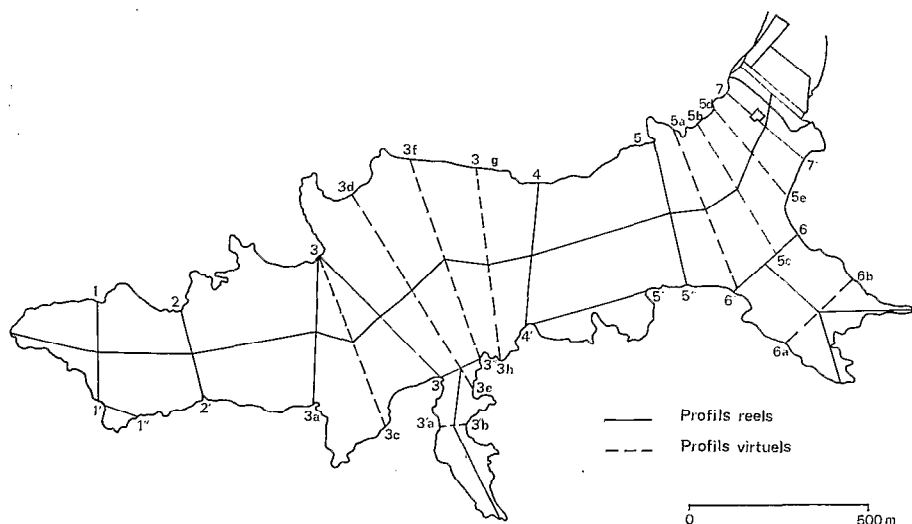 7
5d
5b
5a
5
3f
3 g
4
3d
7'
5e
3
6
5c
6b
1
2
5'
5"
6'
4'
3"
3h
6a
3'
3e
1'
1"
2'
3a
3c
3'a
3'b
Profils reels
Profils virtuels
0
500 m